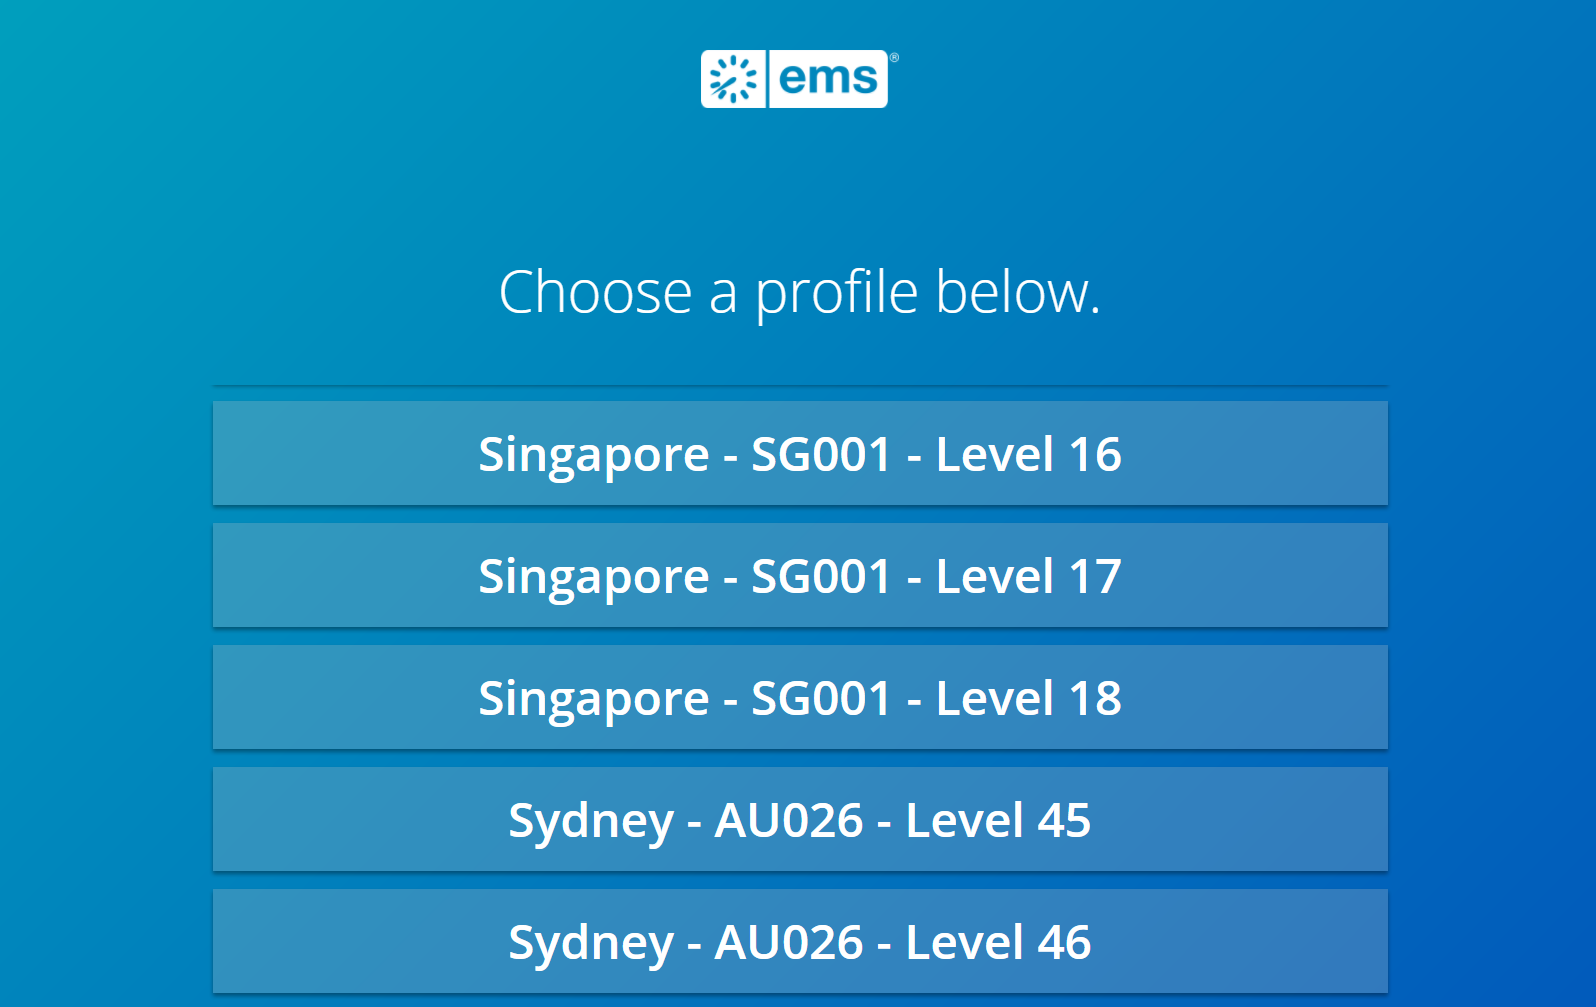 ems®
Choose a profile below.
Singapore - SG001 - Level 16
Singapore - SG001 - Level 17
Singapore - SG001 - Level 18
Sydney - AU026 - Level 45
Sydney - AU026 - Level 46